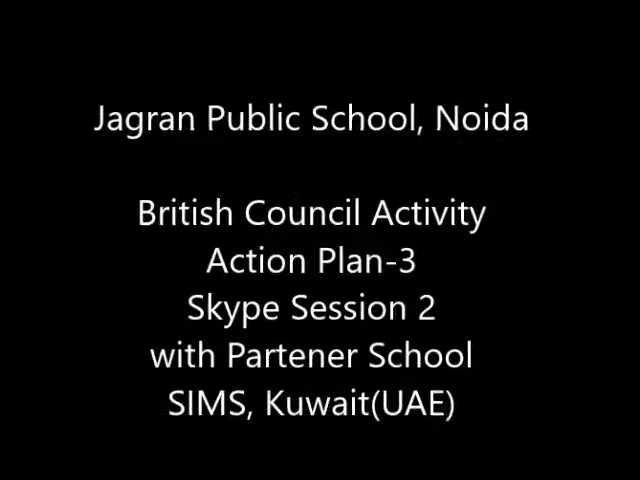 Jagran Public School, Noida
British Council Activity
Action Plan-3
Skype Session 2
with Partener School
SIMS, Kuwait(UAE)